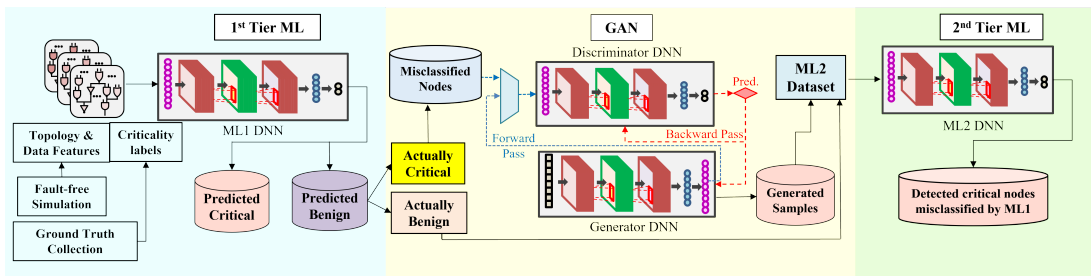 1st Tier ML
ML1 DNN
Topology &
Data Features
Criticality
labels
Fault-free
Simulation
Ground Truth
Collection
Predicted
Critical
Predicted
Benign
GAN
Misclassified
Nodes
Actually
Critical
Actually
Benign
Discriminator DNN
Pred.
Forward
Pass
Backward Pass
Generator DNN
Generated
Samples
ML2
Dataset
2nd Tier ML
ML2 DNN
Detected critical nodes
misclassified by ML1